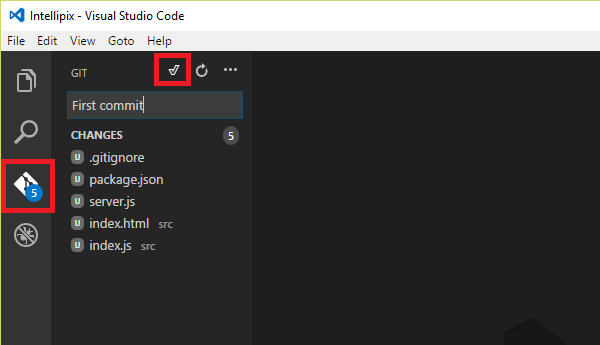 Intellipix - Visual Studio Code
File Edit View Goto Help
GIT
First commit
CHANGES 5
U .gitignore
U package.json
5
U server.js
U index.html src
U index.js src